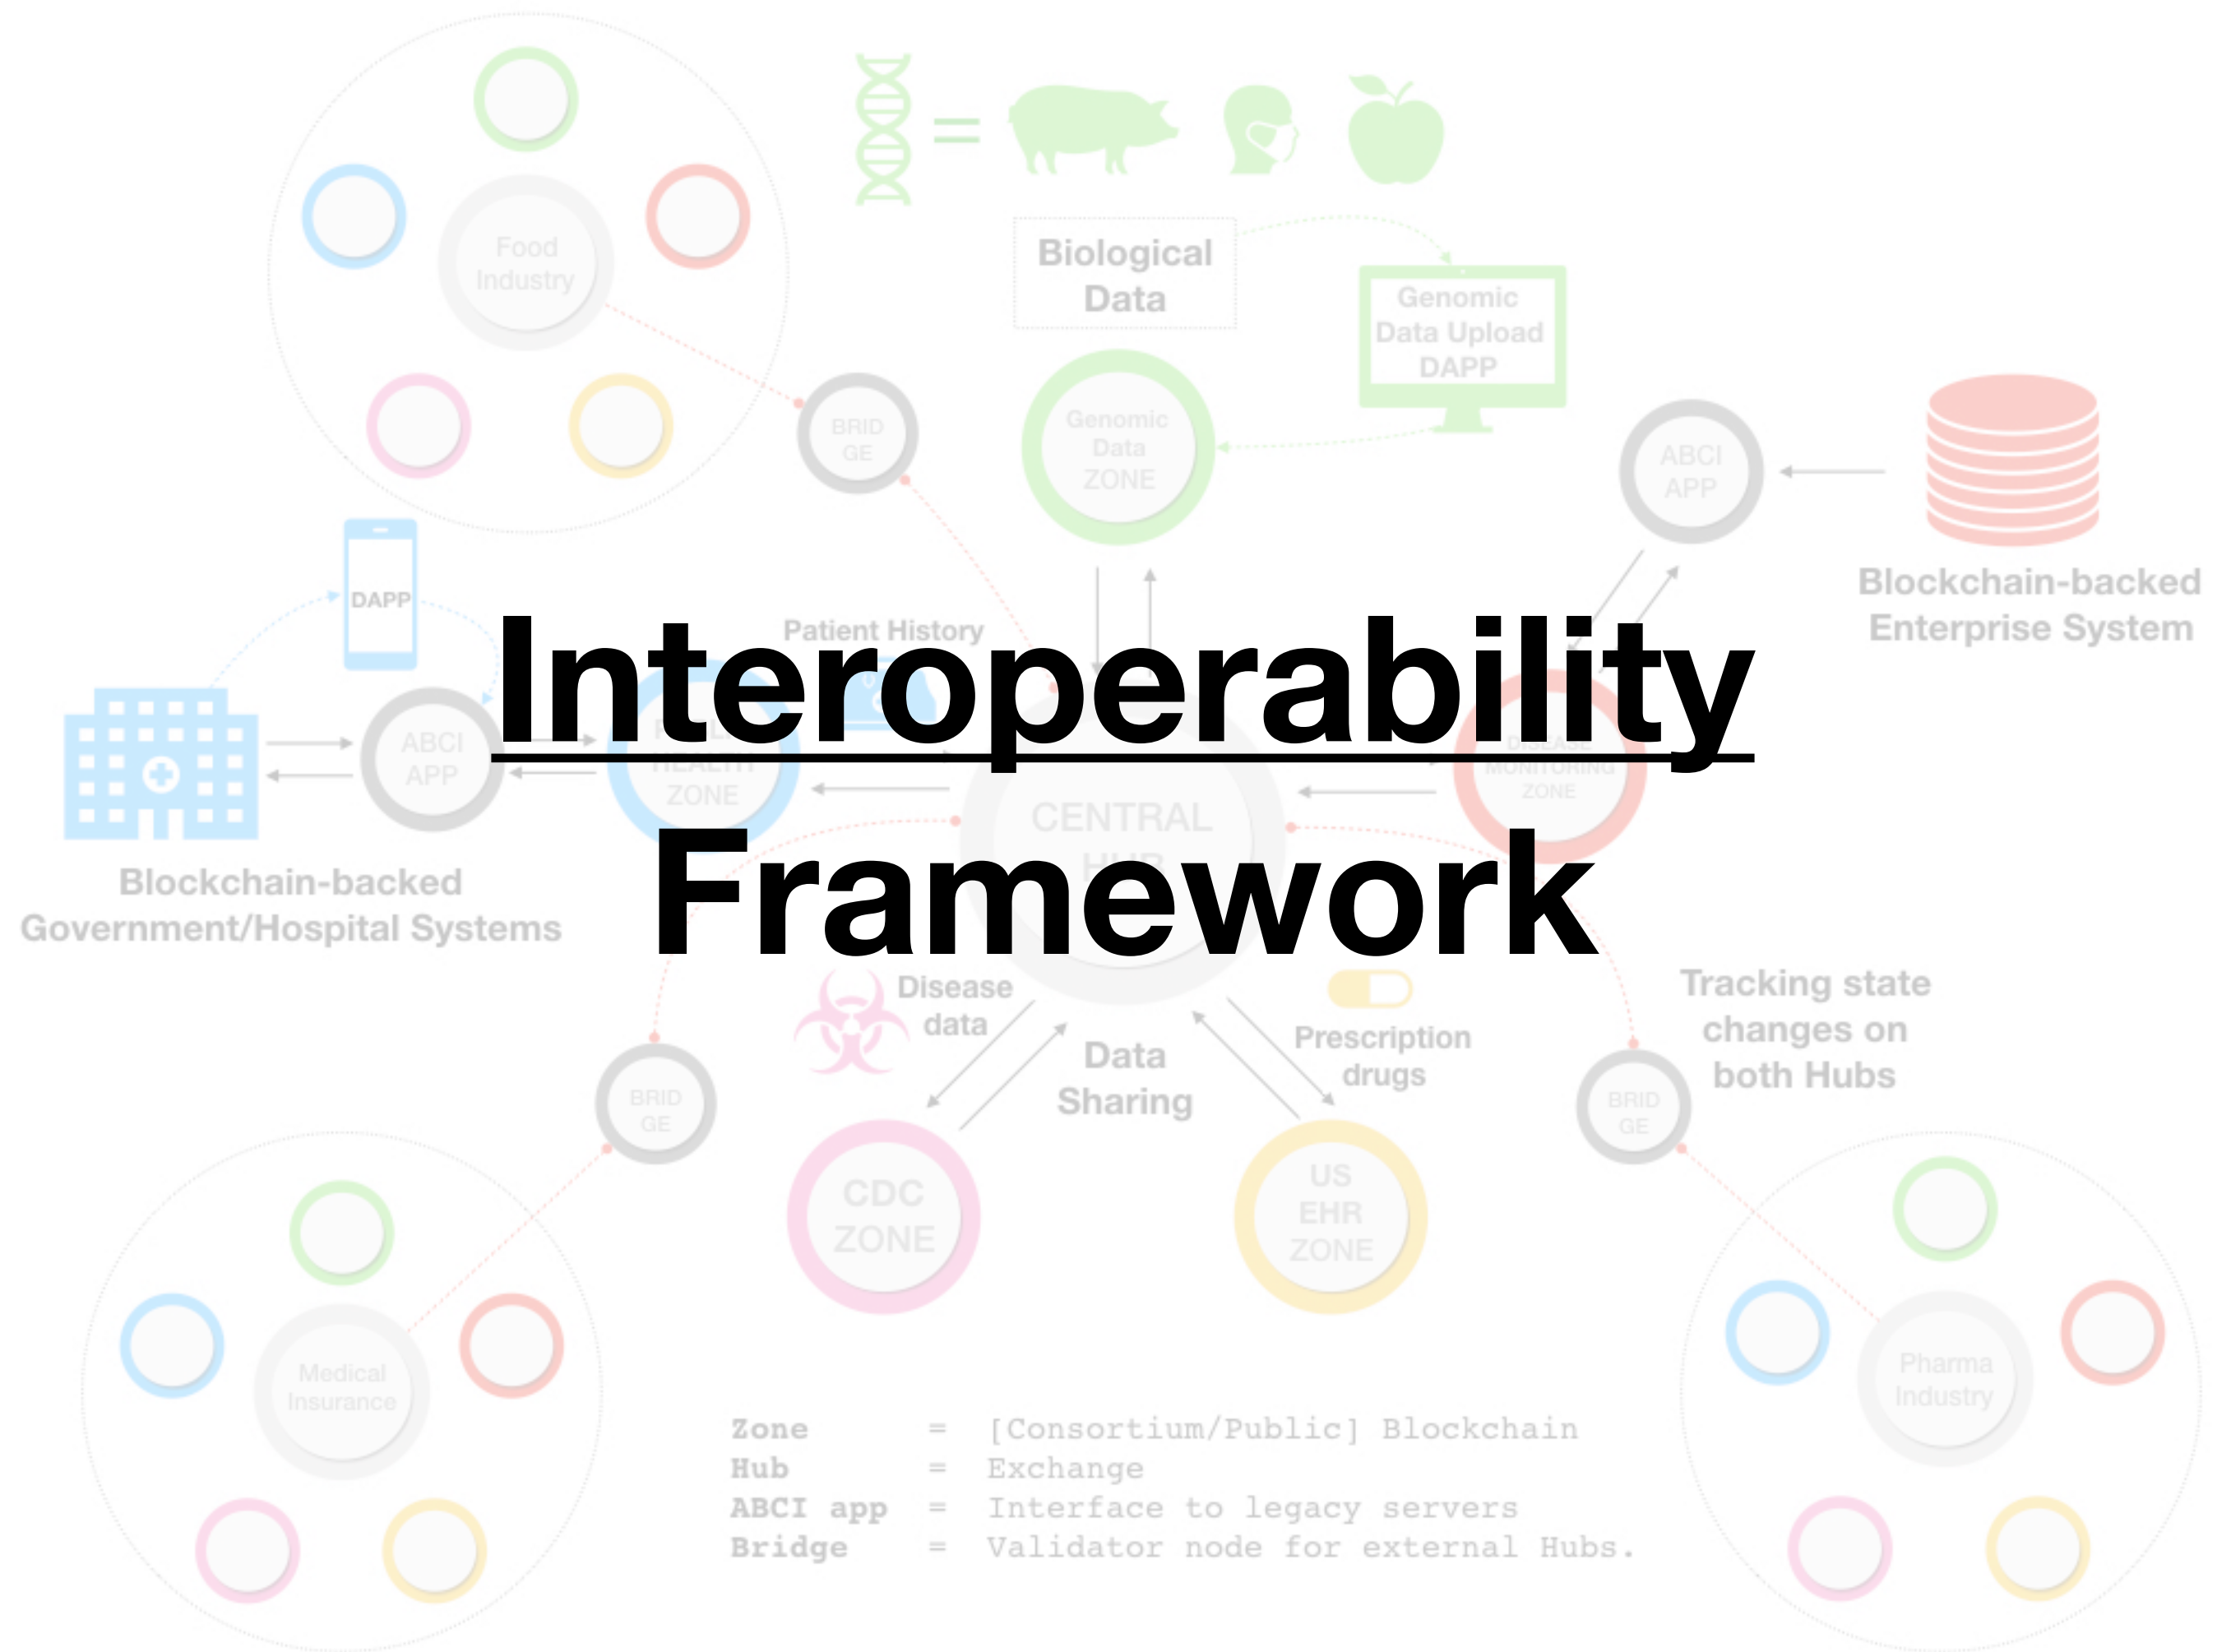 Food
Industry
=
Biological
Data
Genomic
Data Upload
DAPP
BRID
GE
Genomic
Data
ZONE
ABCI
APP
Blockchain-backed
Enterprise System
DAPP
Patient History
Interoperability
Framework
ABCI
APP
HEALTH
ZONE
CENTRAL
HUB
DISEASE
MONITORING
ZONE
Blockchain-backed
Government/Hospital Systems
Disease
data
Data
Sharing
Prescription
drugs
Tracking state
changes on
both Hubs
BRID
GE
BRID
GE
CDC
ZONE
US
EHR
ZONE
Medical
Insurance
Pharma
Industry
Zone = [Consortium/Public] Blockchain
Hub = Exchange
ABCI app = Interface to legacy servers
Bridge = Validator node for external Hubs.